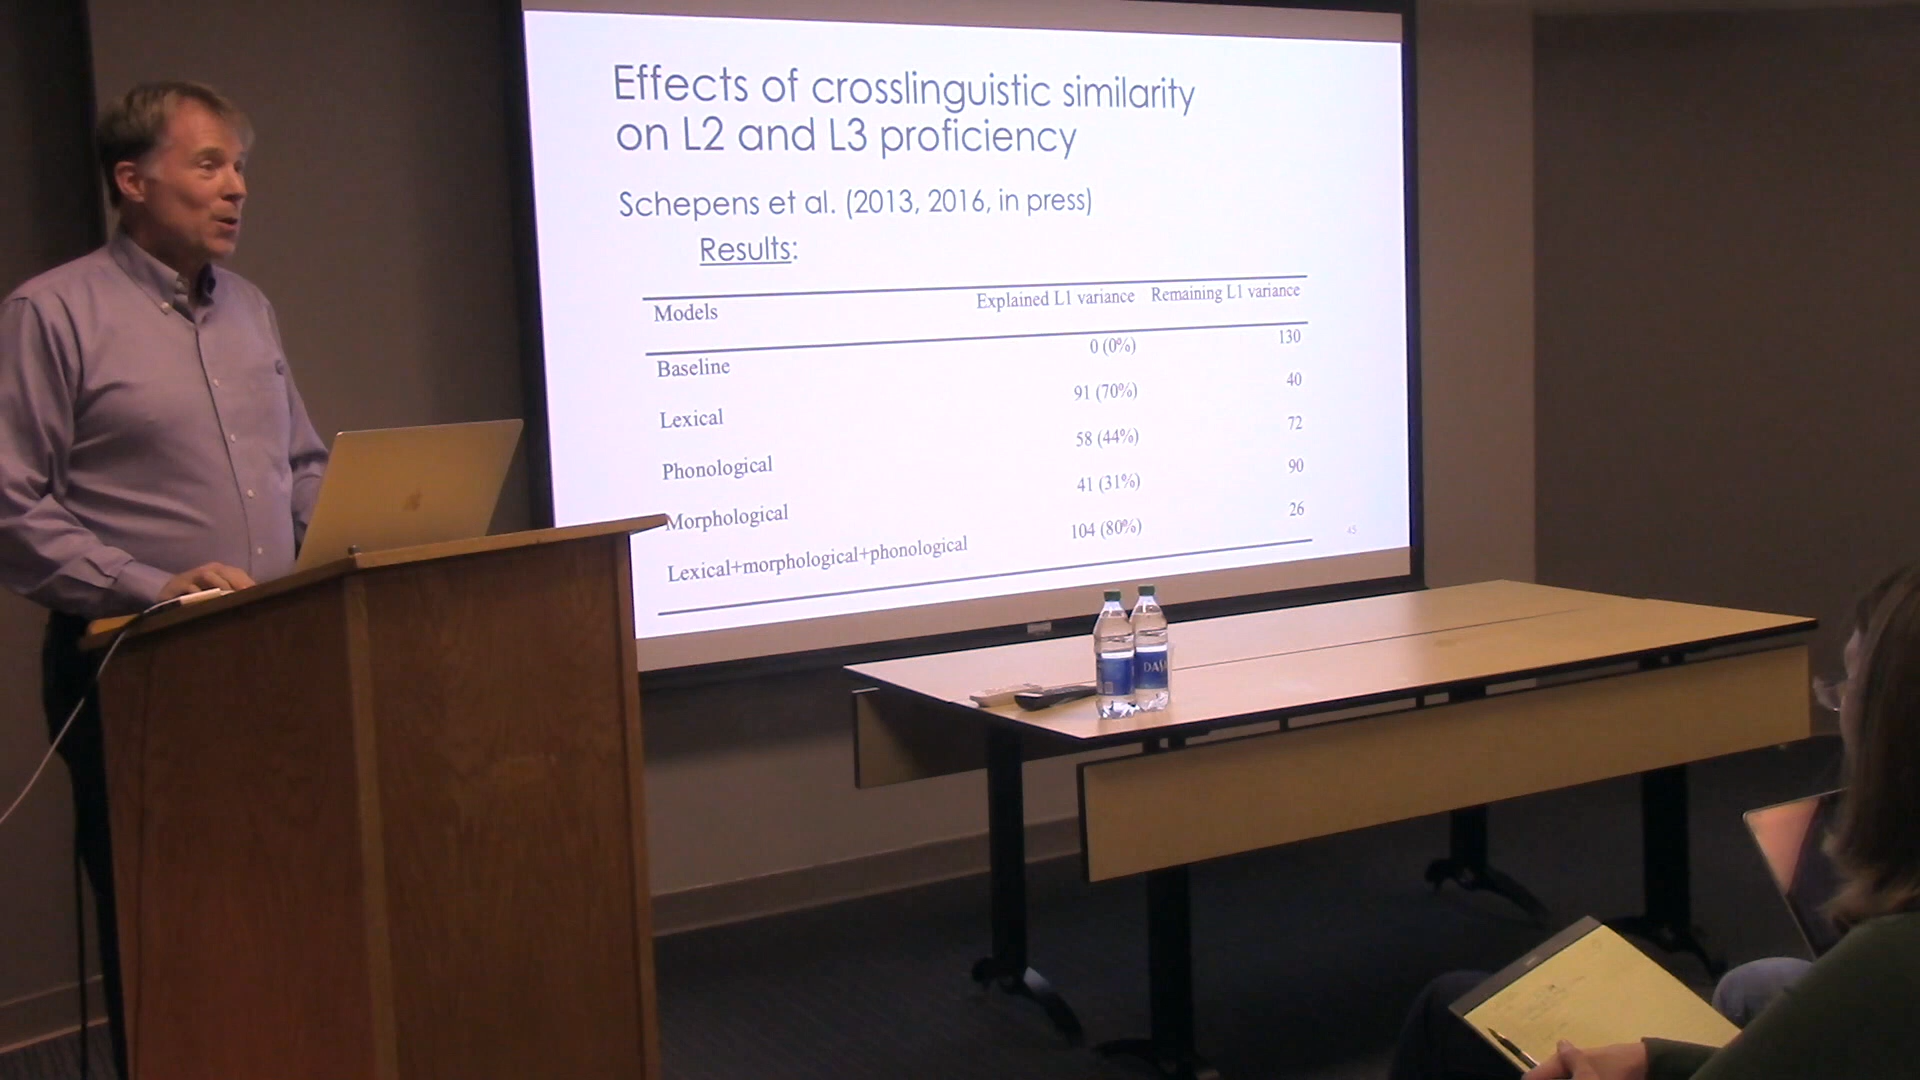 Effects of crosslinguistic similarity
on L2 and L3 proficiency
Schepens et al. (2013, 2016, in press)
Results:
Models Explained L1 variance Remaining L1 variance
Baseline 0 (0%) 130
Lexical 91 (70%) 40
Phonological 58 (44%) 72
Morphological 41 (31%) 90
Lexical+morphological+phonological 104 (80%) 26
45